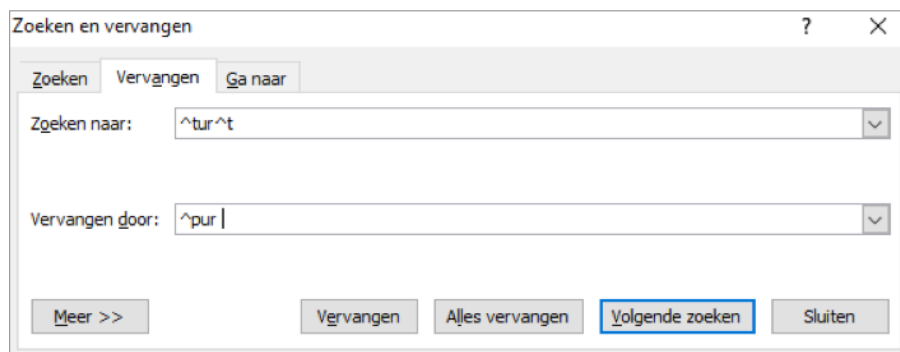 Zoeken en vervangen ?
Zoeken Vervangen Ga naar
Zoeken naar: ^tur^t
Vervangen door: ^pur
Meer >> Vervangen Alles vervangen Volgende zoeken Sluiten